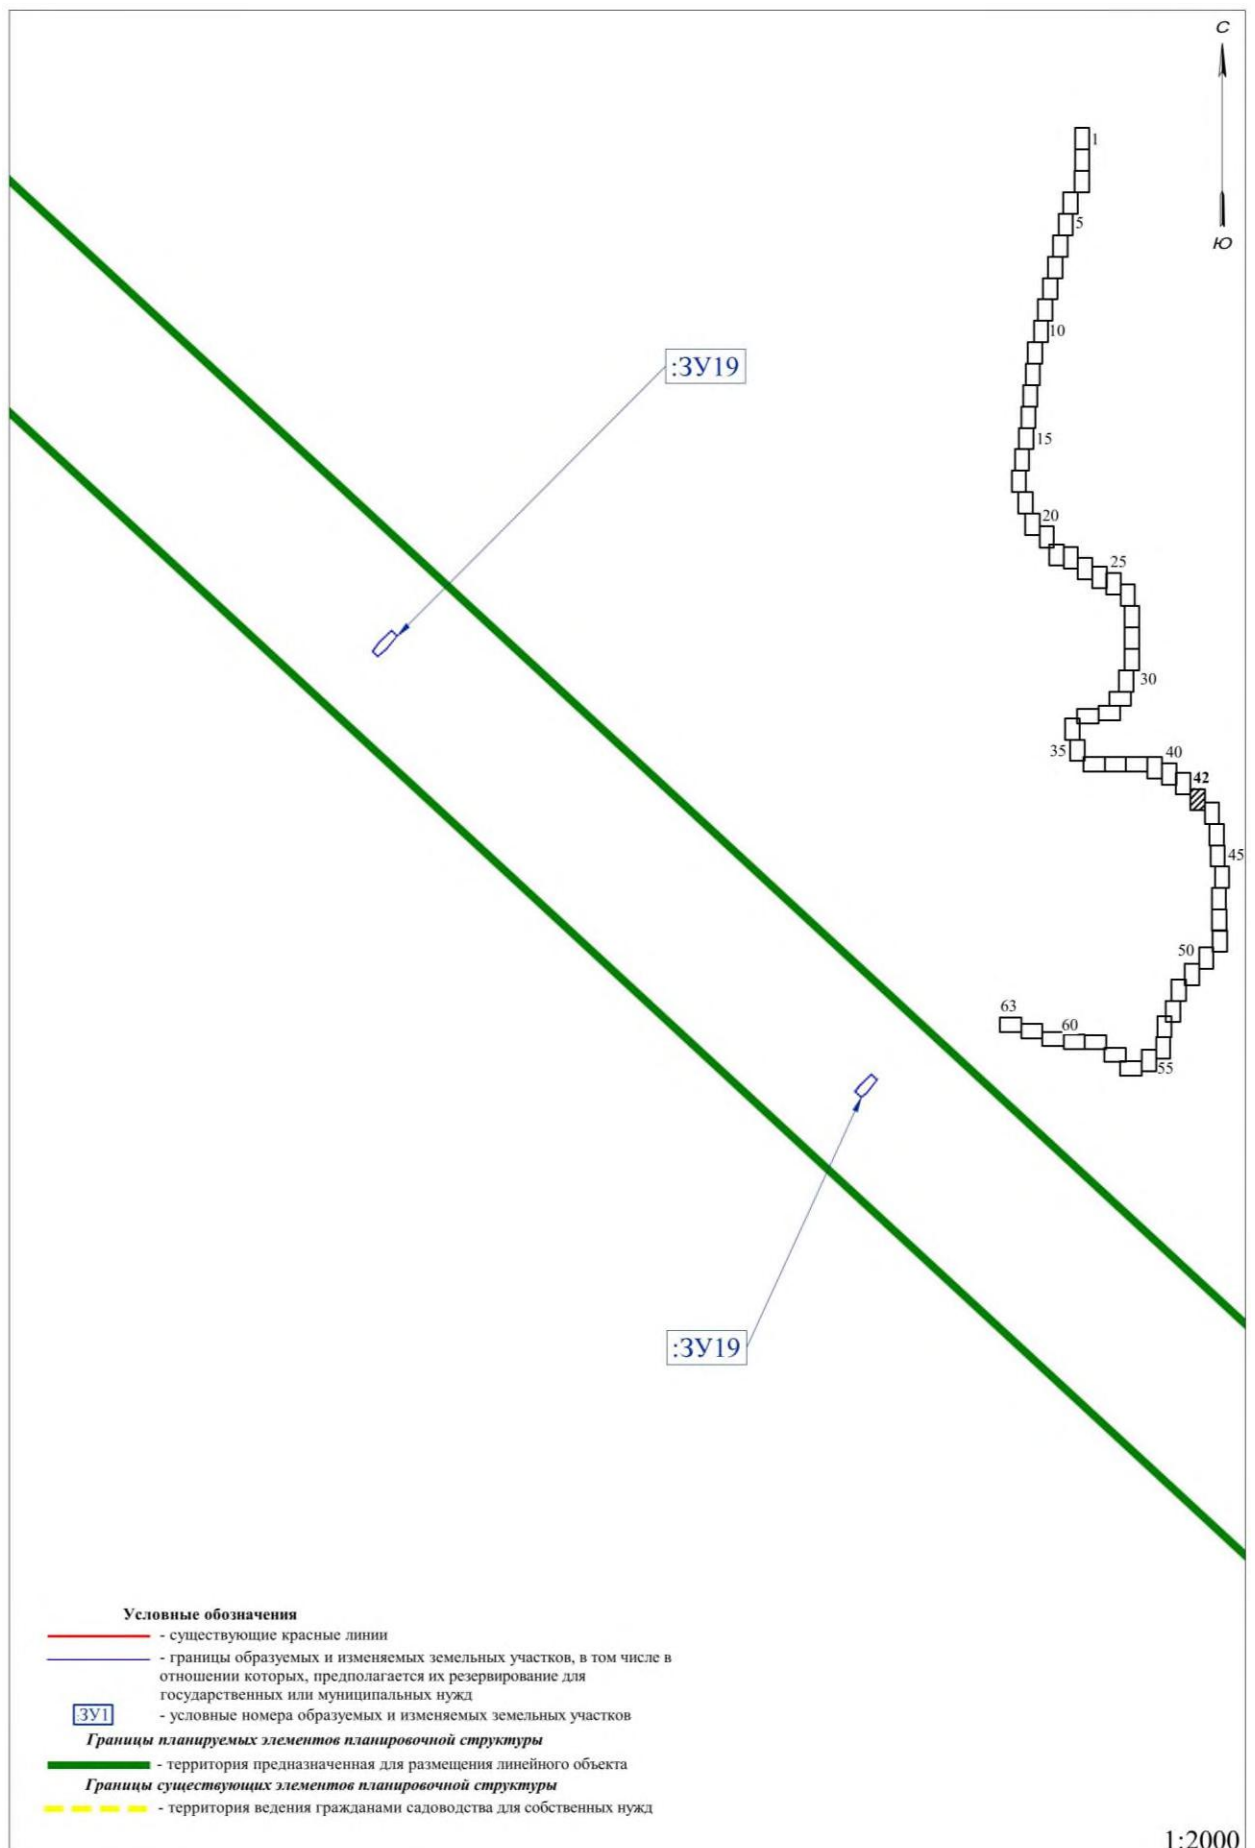 С
1
5
Ю
10
:ЗУ19
15
20
25
30
35
40
42
45
50
63
60
55
:ЗУ19
Условные обозначения
- существующие красные линии
- границы образуемых и изменяемых земельных участков, в том числе в
отношении которых, предполагается их резервирование для
государственных или муниципальных нужд
:ЗУ1
- условные номера образуемых и изменяемых земельных участков
Границы планируемых элементов планировочной структуры
- территория предназначенная для размещения линейного объекта
Границы существующих элементов планировочной структуры
- территория ведения гражданами садоводства для собственных нужд
1:2000